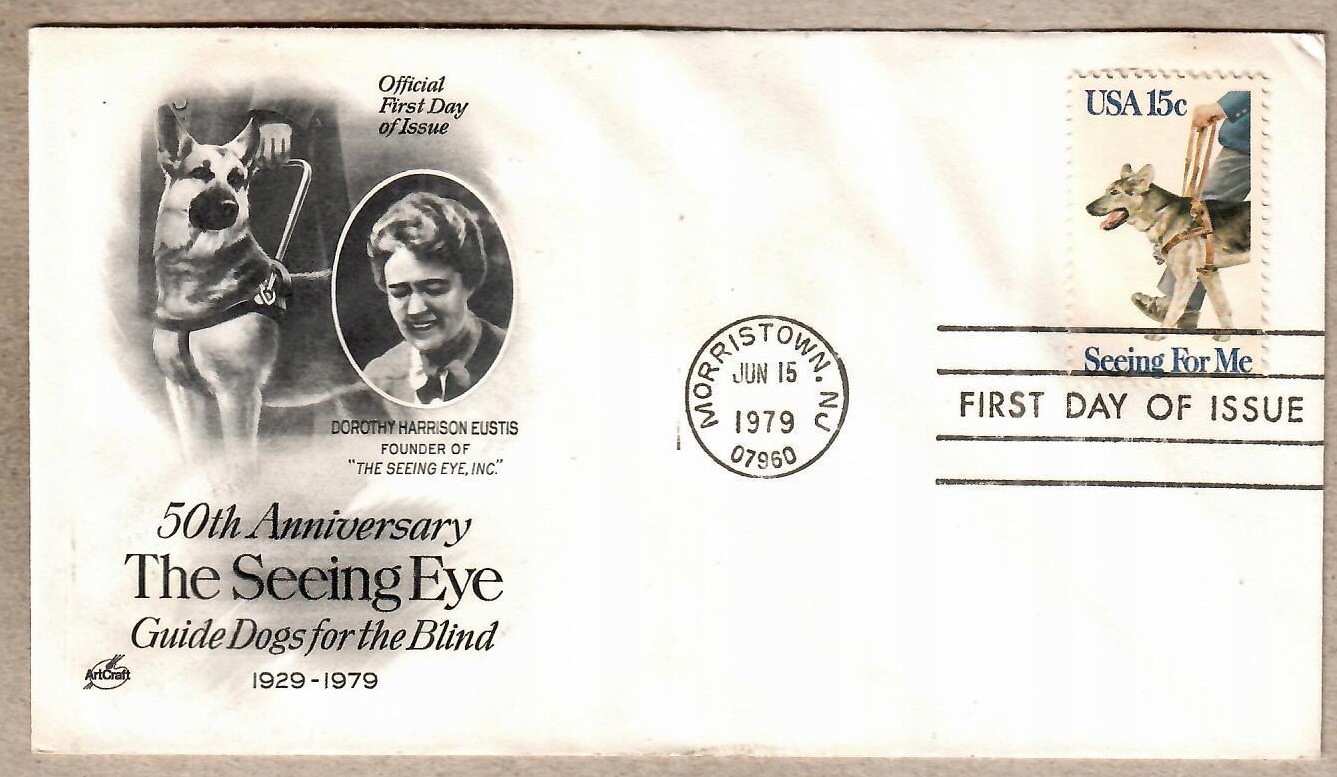 Official
First Day
of Issue
DOROTHY HARRISON EUSTIS
FOUNDER OF
"THE SEEING EYE, INC."
50th Anniversary
The Seeing Eye
Guide Dogs for the Blind
1929-1979
ArtCraft
MORRISTOWN. NJ
JUN 15
1979
07960
USA 15c
Seeing For Me
FIRST DAY OF ISSUE